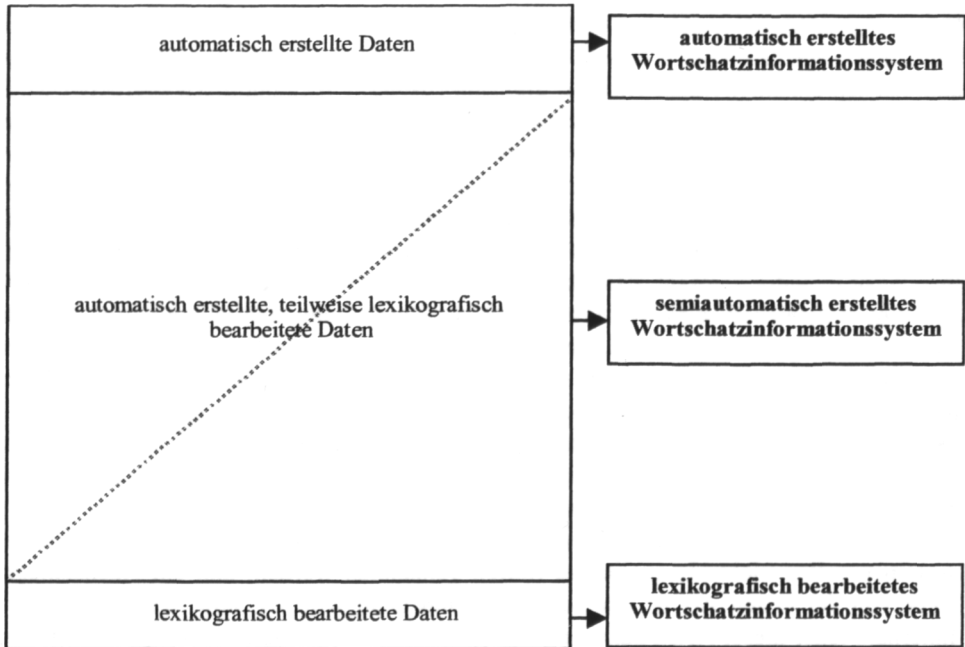 automatisch erstellte Daten
automatisch erstelltes
Wortschatzinformationssystem
automatisch erstellte, teilweise lexikografisch
bearbeitete Daten
semiautomatisch erstelltes
Wortschatzinformationssystem
lexikografisch bearbeitete Daten
lexikografisch bearbeitetes
Wortschatzinformationssystem